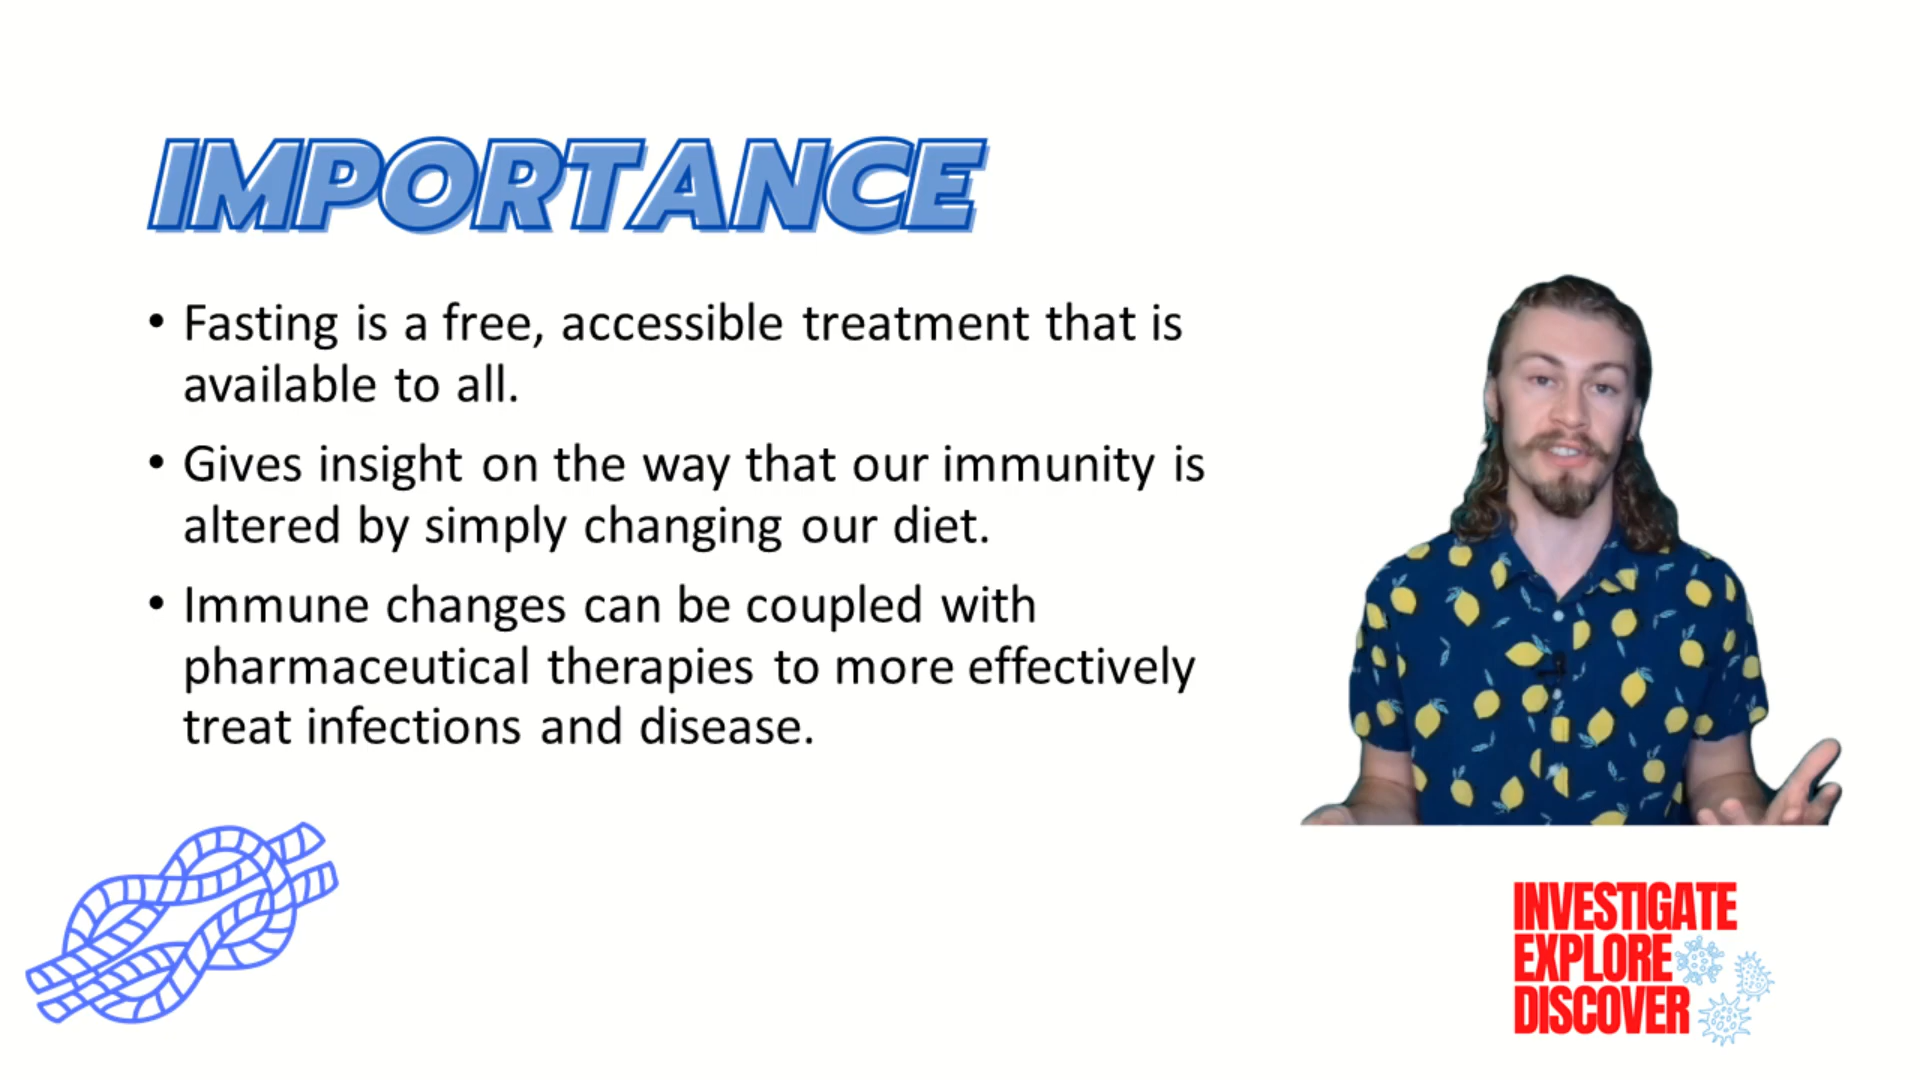 IMPORTANCE
• Fasting is a free, accessible treatment that is
available to all.
• Gives insight on the way that our immunity is
altered by simply changing our diet.
• Immune changes can be coupled with
pharmaceutical therapies to more effectively
treat infections and disease.
INVESTIGATE
EXPLORE
DISCOVER